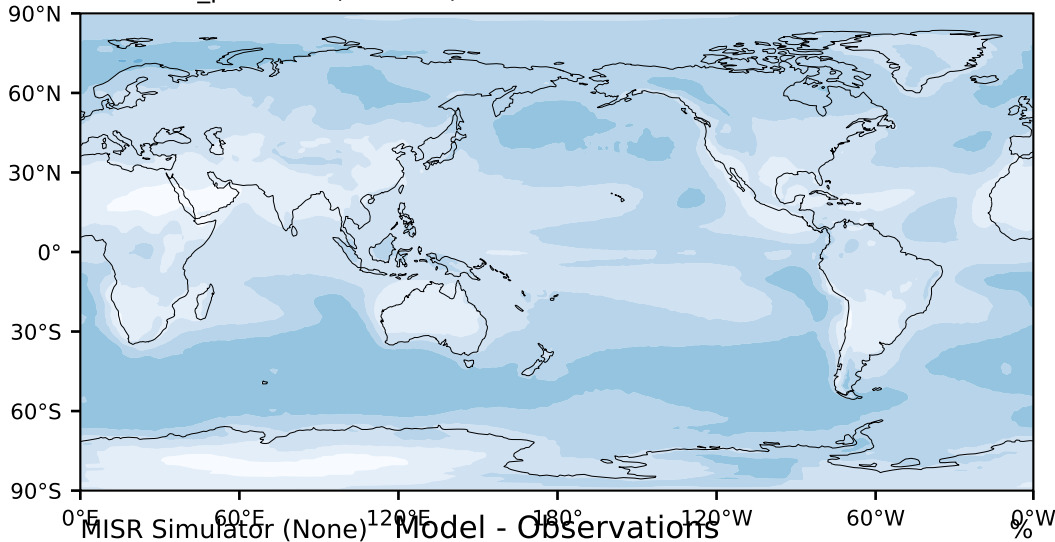 90°N
60°N
30°N
0°
30°S
60°S
90°S
0°E 60°E 120°E 180° 120°W 60°W 0°W
MISR Simulator (None) Model - Observations %